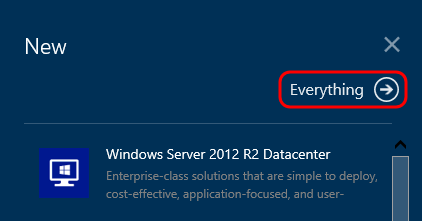 New
Everything
Windows Server 2012 R2 Datacenter
Enterprise-class solutions that are simple to deploy,
cost-effective, application-focused, and user-